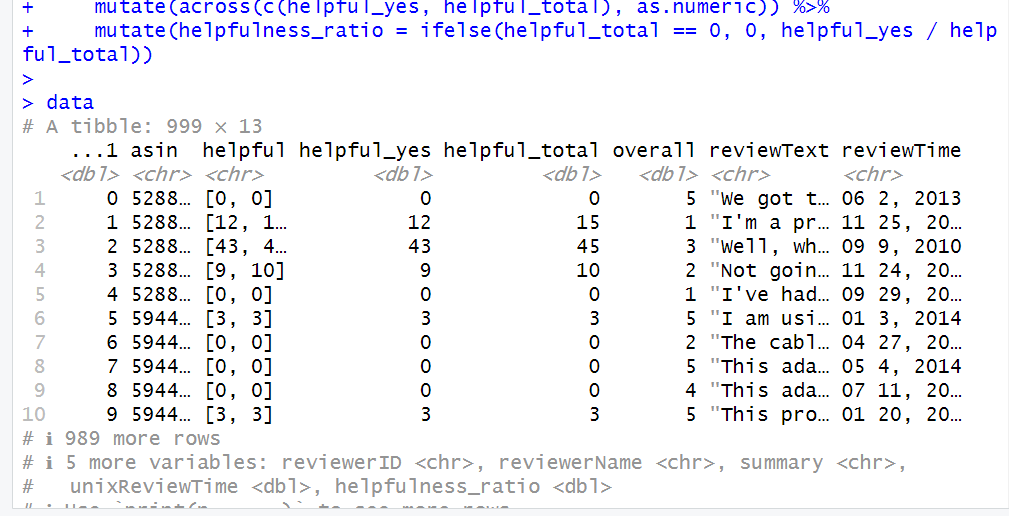 +     mutate(across(c(helpful_yes, helpful_total), as.numeric)) %>%
+     mutate(helpfulness_ratio = ifelse(helpful_total == 0, 0, helpful_yes / help
ful_total))
>
> data
# A tibble: 999 × 13
    ...1 asin  helpful helpful_yes helpful_total overall reviewText reviewTime
   <dbl> <chr> <chr>         <dbl>         <dbl>   <dbl> <chr>      <chr>
 1     0 5288… [0, 0]            0             0       5 "We got t… 06 2, 2013
 2     1 5288… [12, 1…          12            15       1 "I'm a pr… 11 25, 20…
 3     2 5288… [43, 4…          43            45       3 "Well, wh… 09 9, 2010
 4     3 5288… [9, 10]           9            10       2 "Not goin… 11 24, 20…
 5     4 5288… [0, 0]            0             0       1 "I've had… 09 29, 20…
 6     5 5944… [3, 3]            3             3       5 "I am usi… 01 3, 2014
 7     6 5944… [0, 0]            0             0       2 "The cabl… 04 27, 20…
 8     7 5944… [0, 0]            0             0       5 "This ada… 05 4, 2014
 9     8 5944… [0, 0]            0             0       4 "This ada… 07 11, 20…
10     9 5944… [3, 3]            3             3       5 "This pro… 01 20, 20…
# ℹ 989 more rows
# ℹ 5 more variables: reviewerID <chr>, reviewerName <chr>, summary <chr>,
#   unixReviewTime <dbl>, helpfulness_ratio <dbl>
# ℹ Use `print(n = ...)` to see more rows